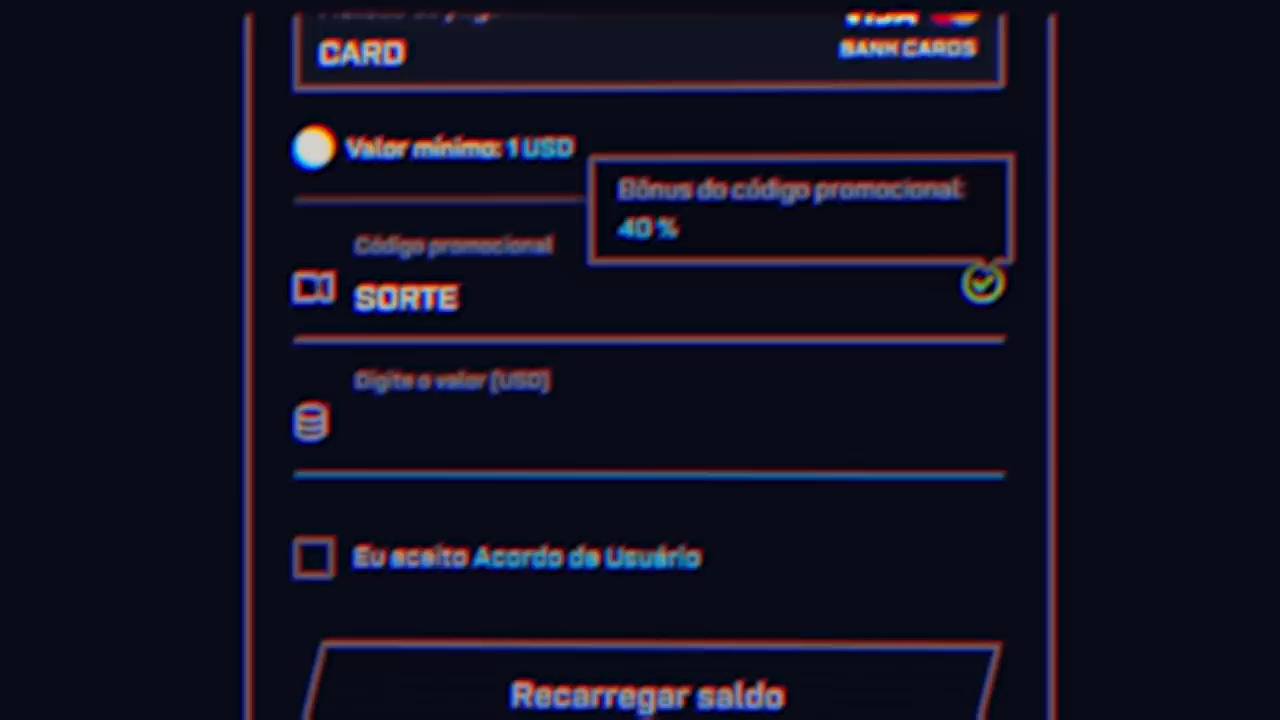 CARD
VISA
BANK CARDS
Valor mínimo: 1 USD
Bônus do código promocional:
40 %
Código promocional
SORTE
Digite o valor (USD)
Eu aceito Acordo de Usuário
Recarregar saldo